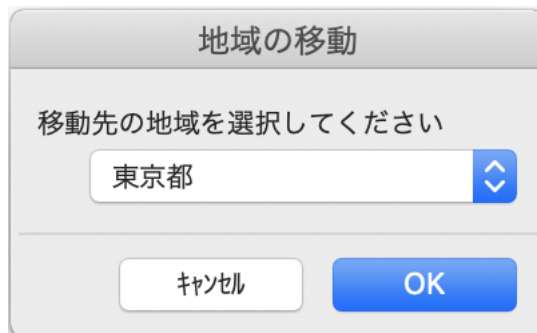 地域の移動
移動先の地域を選択してください
東京都
ｷｬﾝｾﾙ
OK